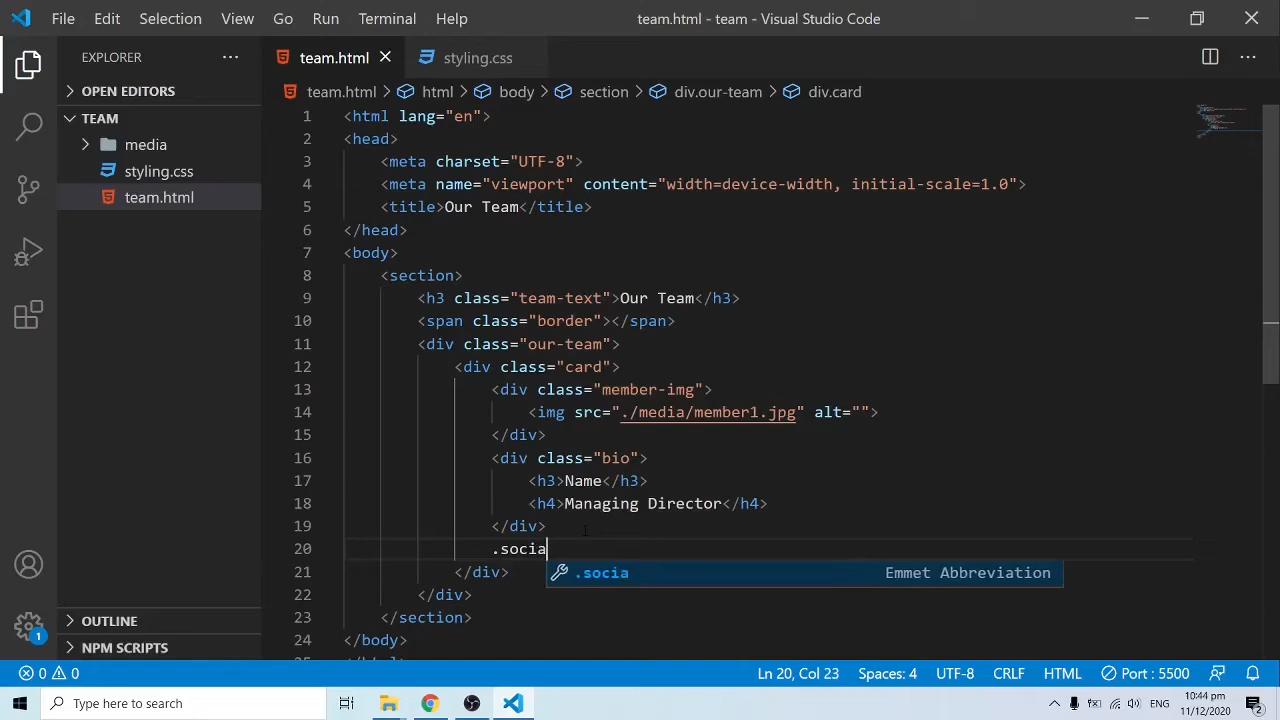 File Edit Selection View Go Run Terminal Help team.html - team - Visual Studio Code
EXPLORER
team.html
styling.css
OPEN EDITORS
team.html > html > body > section > div.our-team > div.card
TEAM
media
styling.css
team.html
1 <html lang="en">
2 <head>
3 <meta charset="UTF-8">
4 <meta name="viewport" content="width=device-width, initial-scale=1.0">
5 <title>Our Team</title>
6 </head>
7 <body>
8 <section>
9 <h3 class="team-text">Our Team</h3>
10 <span class="border"></span>
11 <div class="our-team">
12 <div class="card">
13 <div class="member-img">
14 <img src="./media/member1.jpg" alt="">
15 </div>
16 <div class="bio">
17 <h3>Name</h3>
18 <h4>Managing Director</h4>
19 </div>
20 .socia
.socia Emmet Abbreviation
21 </div>
22 </div>
23 </section>
24 </body>
OUTLINE
NPM SCRIPTS
1
0 0 Ln 20, Col 23 Spaces: 4 UTF-8 CRLF HTML Port : 5500
Type here to search
ENG
10:44 pm
11/12/2020
2